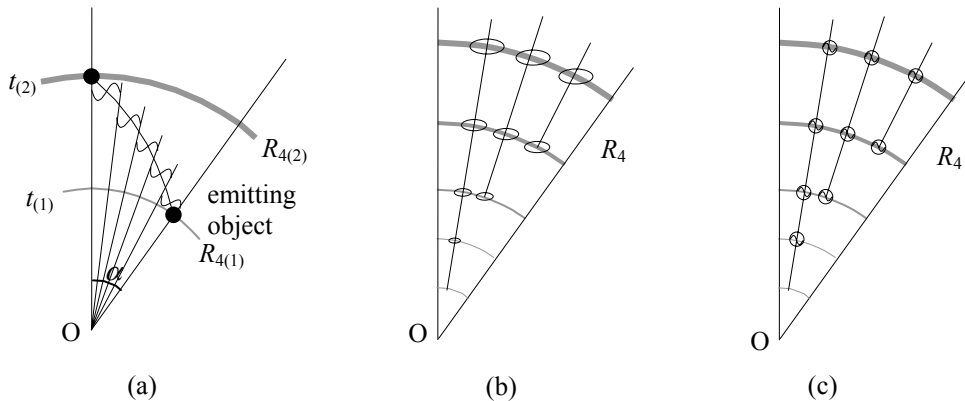 t(2)
R4(2)
t(1)
emitting
object
R4(1)
α
O
(a)
R4
O
(b)
R4
O
(c)